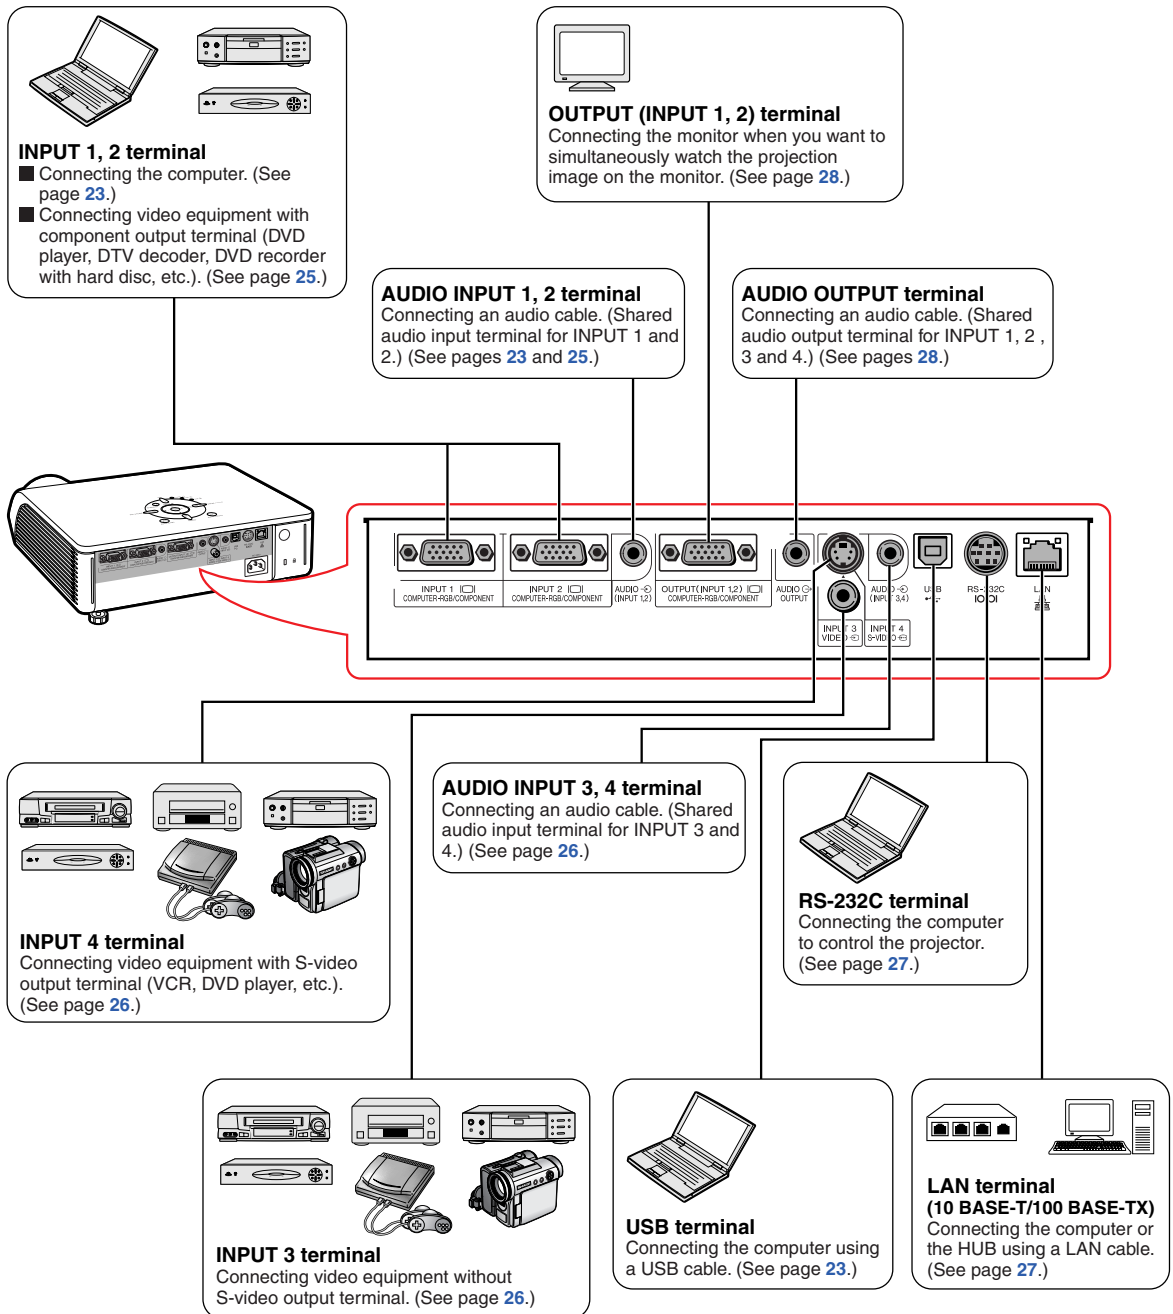 INPUT 1, 2 terminal
■ Connecting the computer. (See
page 23.)
■ Connecting video equipment with
component output terminal (DVD
player, DTV decoder, DVD recorder
with hard disc, etc.). (See page 25.)
OUTPUT (INPUT 1, 2) terminal
Connecting the monitor when you want to
simultaneously watch the projection
image on the monitor. (See page 28.)
AUDIO INPUT 1, 2 terminal
Connecting an audio cable. (Shared
audio input terminal for INPUT 1 and
2.) (See pages 23 and 25.)
AUDIO OUTPUT terminal
Connecting an audio cable. (Shared
audio output terminal for INPUT 1, 2 ,
3 and 4.) (See pages 28.)
INPUT 1
COMPUTER-RGB/COMPONENT
INPUT 2
COMPUTER-RGB/COMPONENT
AUDIO
(INPUT 1,2)
OUTPUT(INPUT 1,2)
COMPUTER-RGB/COMPONENT
AUDIO
OUTPUT
INPUT 3
VIDEO
AUDIO
(INPUT 3,4)
INPUT 4
S-VIDEO
USB
RS-232C
LAN
INPUT 4 terminal
Connecting video equipment with S-video
output terminal (VCR, DVD player, etc.).
(See page 26.)
AUDIO INPUT 3, 4 terminal
Connecting an audio cable. (Shared
audio input terminal for INPUT 3 and
4.) (See page 26.)
RS-232C terminal
Connecting the computer
to control the projector.
(See page 27.)
INPUT 3 terminal
Connecting video equipment without
S-video output terminal. (See page 26.)
USB terminal
Connecting the computer using
a USB cable. (See page 23.)
LAN terminal
(10 BASE-T/100 BASE-TX)
Connecting the computer or
the HUB using a LAN cable.
(See page 27.)